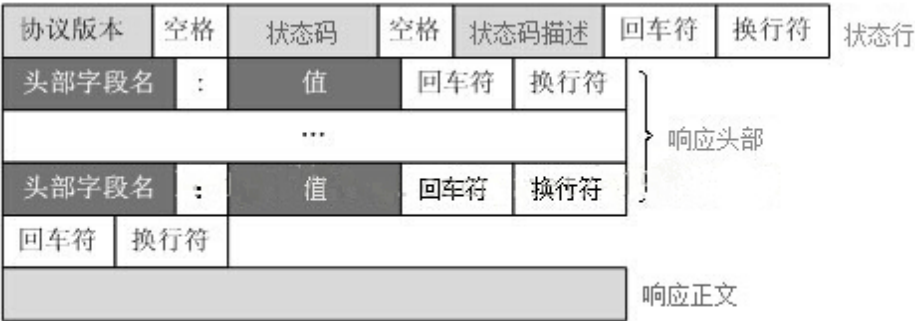 协议版本 空格 状态码 空格 状态码描述 回车符 换行符 状态行
头部字段名 : 值 回车符 换行符
...
响应头部
头部字段名 : 值 回车符 换行符
回车符 换行符
响应正文